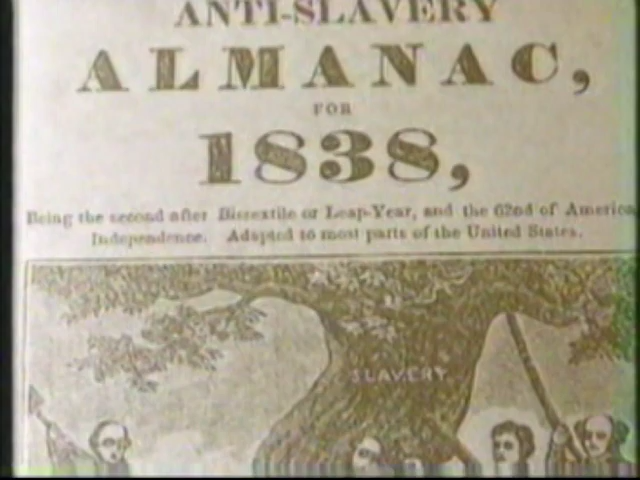 ANTI-SLAVERY
ALMANAC,
FOR
1838,
Being the second after Bissextile or Leap-Year, and the 62nd of America
Independence. Adapted to most parts of the United States.
SLAVERY